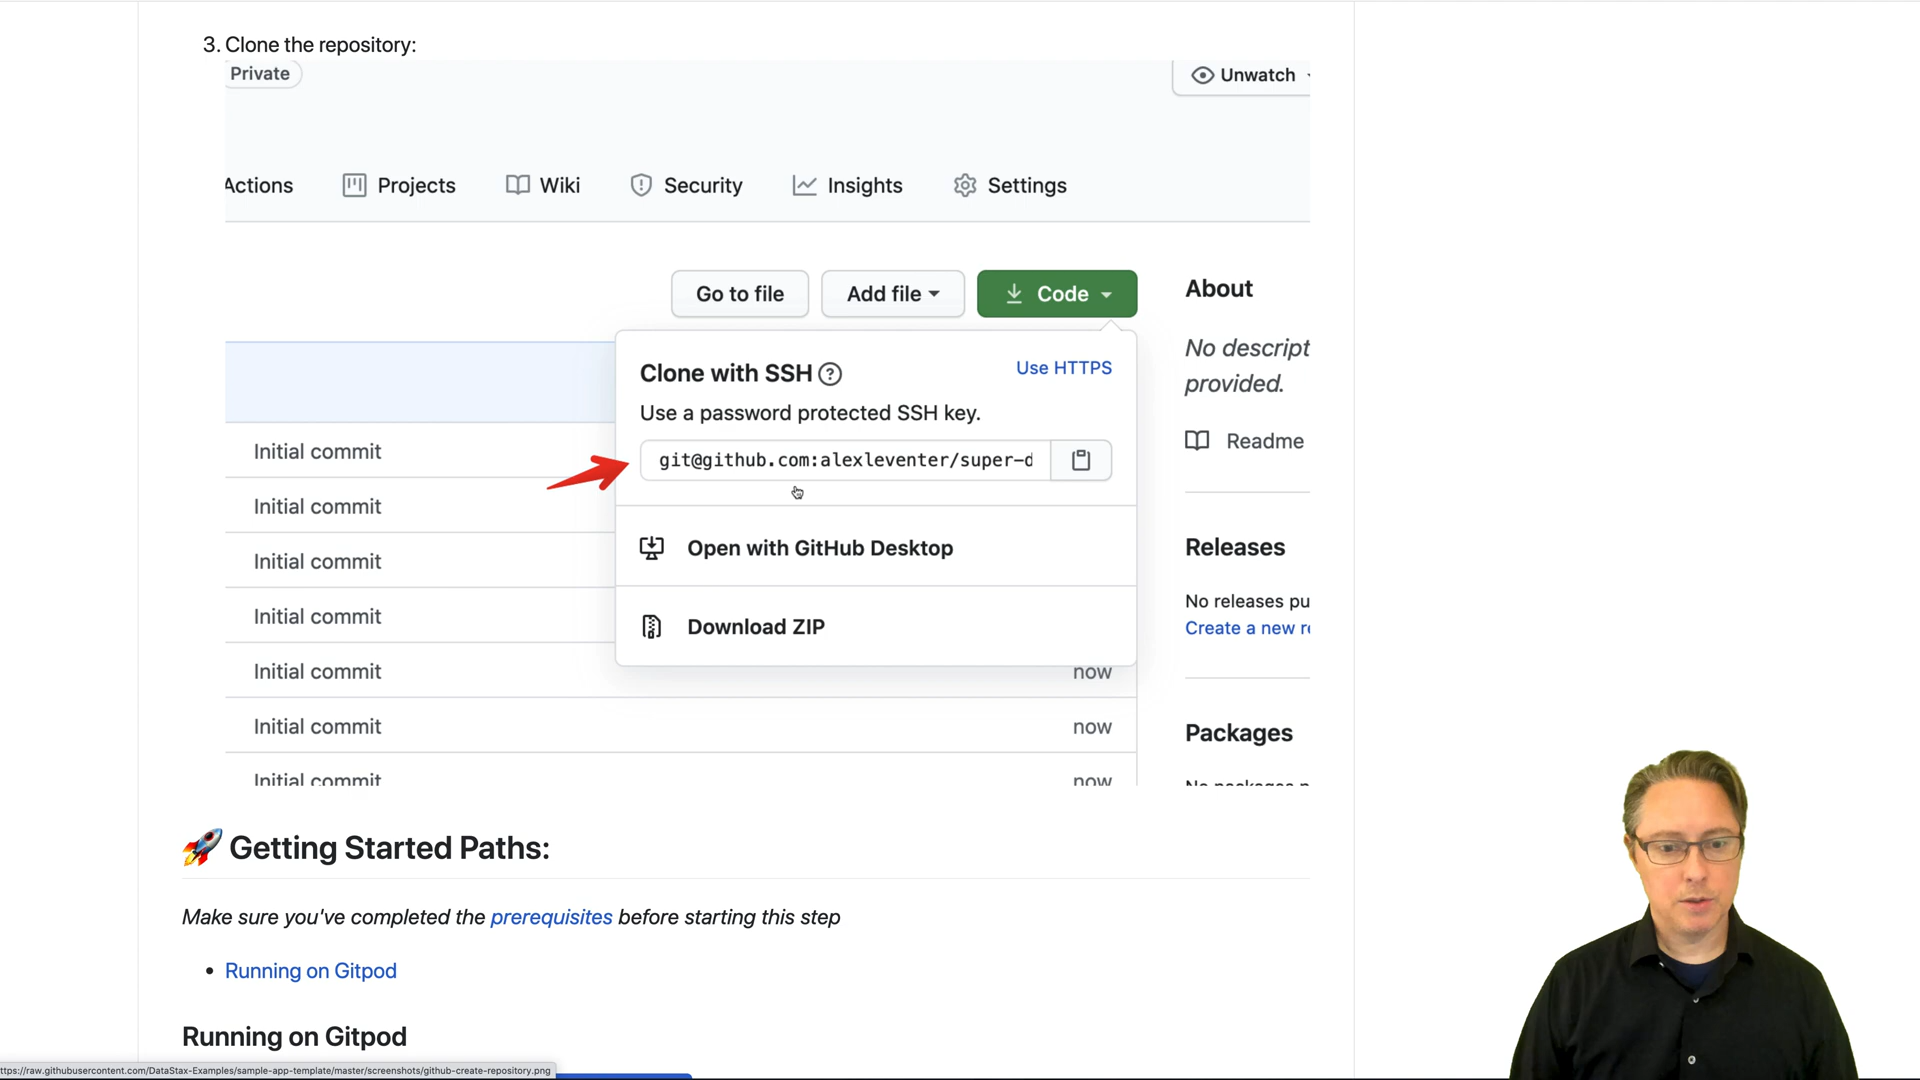 3. Clone the repository:
Private
Unwatch
Actions
Projects
Wiki
Security
Insights
Settings
Go to file
Add file
Code
About
No descript
provided.
Readme
Clone with SSH
Use HTTPS
Use a password protected SSH key.
git@github.com:alexleventer/super-d
Open with GitHub Desktop
Download ZIP
Initial commit
Initial commit
Initial commit
Initial commit
Initial commit
now
Initial commit
now
Initial commit
now
Releases
No releases pu
Create a new re
Packages
No packages p
🚀 Getting Started Paths:
Make sure you've completed the prerequisites before starting this step
• Running on Gitpod
Running on Gitpod
ttps://raw.githubusercontent.com/DataStax-Examples/sample-app-template/master/screenshots/github-create-repository.png